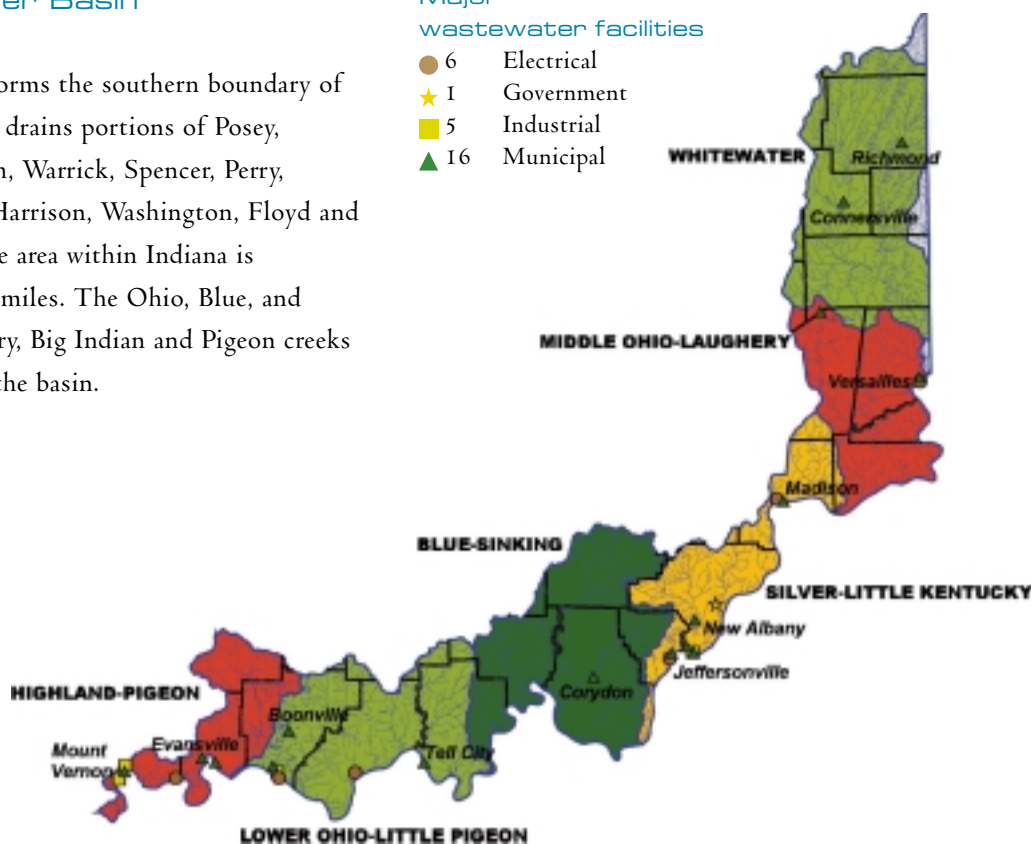 er Basin
orms the southern boundary of
drains portions of Posey,
n, Warrick, Spencer, Perry,
Harrison, Washington, Floyd and
e area within Indiana is
miles. The Ohio, Blue, and
ry, Big Indian and Pigeon creeks
the basin.
Major
wastewater facilities
6 Electrical
1 Government
5 Industrial
16 Municipal
WHITEWATER
Richmond
Connersville
MIDDLE OHIO-LAUGHERY
Versailles
Madison
BLUE-SINKING
SILVER-LITTLE KENTUCKY
New Albany
Jeffersonville
Corydon
HIGHLAND-PIGEON
Boonville
Evansville
Mount
Vernon
Tell City
LOWER OHIO-LITTLE PIGEON